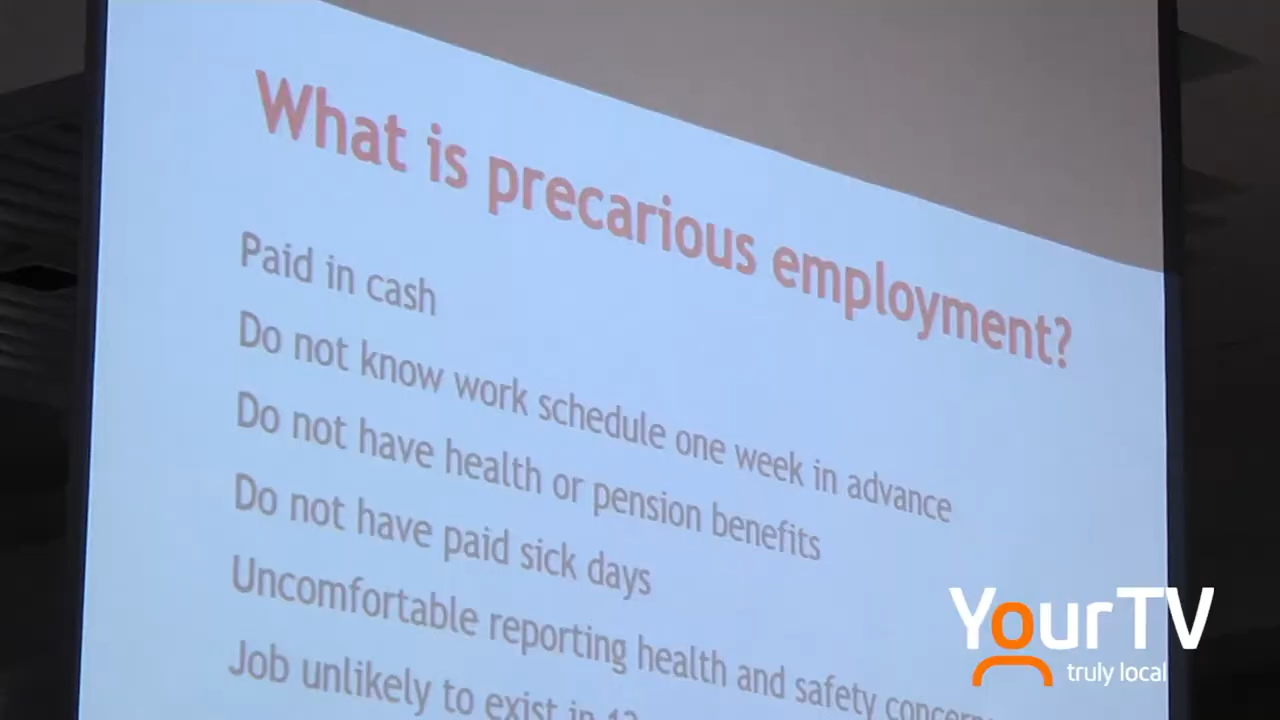 What is precarious employment?
Paid in cash
Do not know work schedule one week in advance
Do not have health or pension benefits
Do not have paid sick days
Uncomfortable reporting health and safety
Job unlikely to exist in
YourTV
truly local